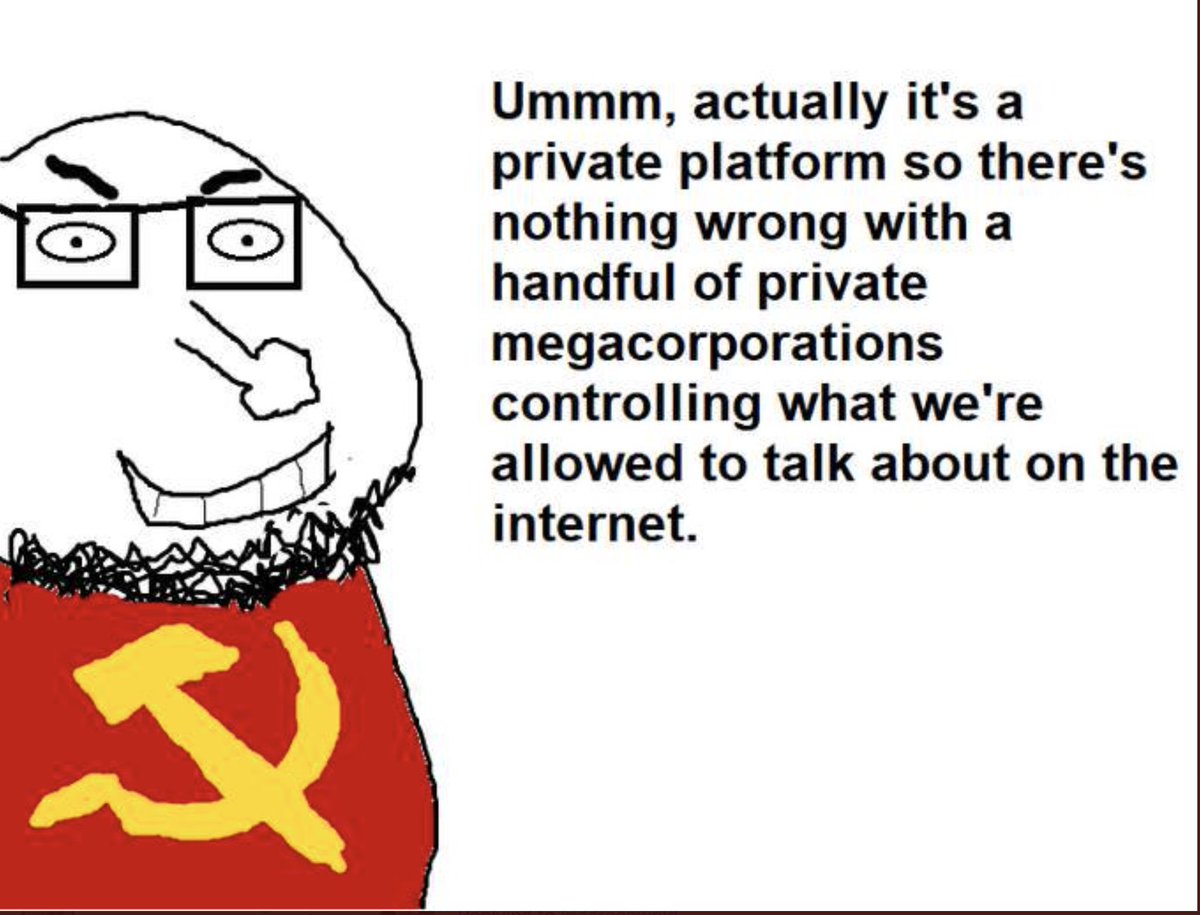 Ummm, actually it's a
private platform so there's
nothing wrong with a
handful of private
megacorporations
controlling what we're
allowed to talk about on the
internet.